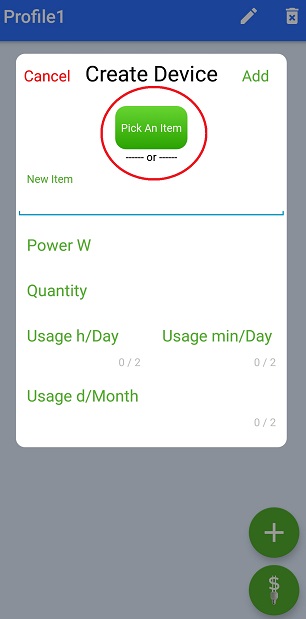 Profile1
Cancel Create Device Add
Pick An Item
------ or ------
New Item
Power W
Quantity
Usage h/Day Usage min/Day
0 / 2 0 / 2
Usage d/Month
0 / 2
$